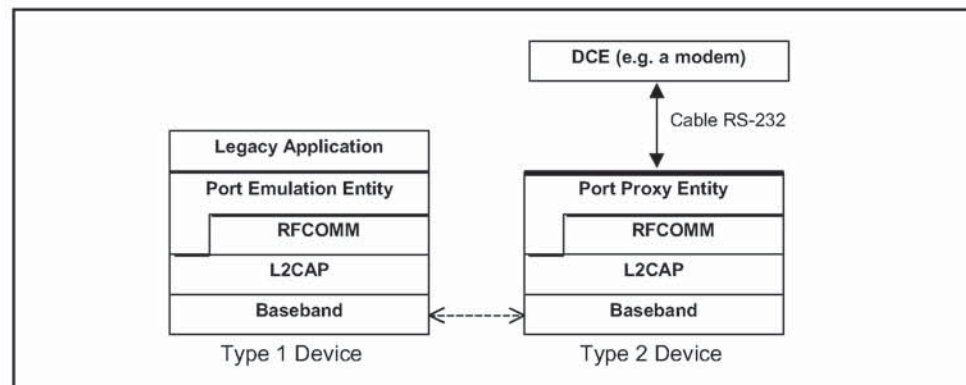 DCE (e.g. a modem)
Cable RS-232
Legacy Application
Port Emulation Entity
RFCOMM
L2CAP
Baseband
Type 1 Device
Port Proxy Entity
RFCOMM
L2CAP
Baseband
Type 2 Device